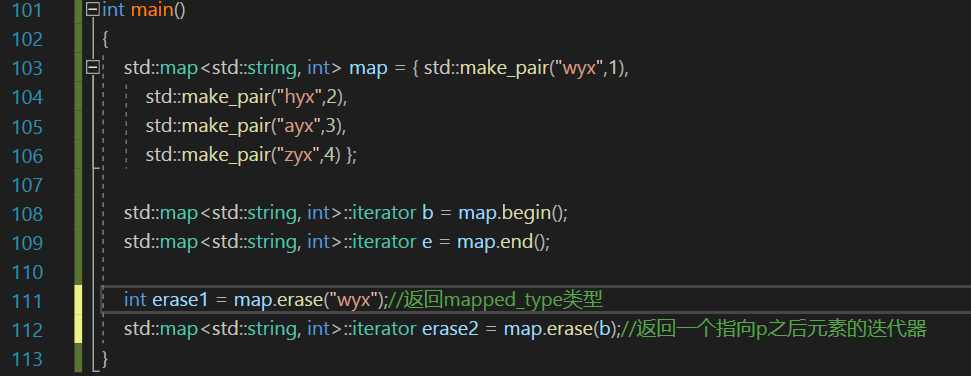 101 int main()
102 {
103 std::map<std::string, int> map = { std::make_pair("wyx",1),
104 std::make_pair("hyx",2),
105 std::make_pair("ayx",3),
106 std::make_pair("zyx",4) };
107
108 std::map<std::string, int>::iterator b = map.begin();
109 std::map<std::string, int>::iterator e = map.end();
110
111 int erase1 = map.erase("wyx");//返回mapped_type类型
112 std::map<std::string, int>::iterator erase2 = map.erase(b);//返回一个指向p之后元素的迭代器
113 }